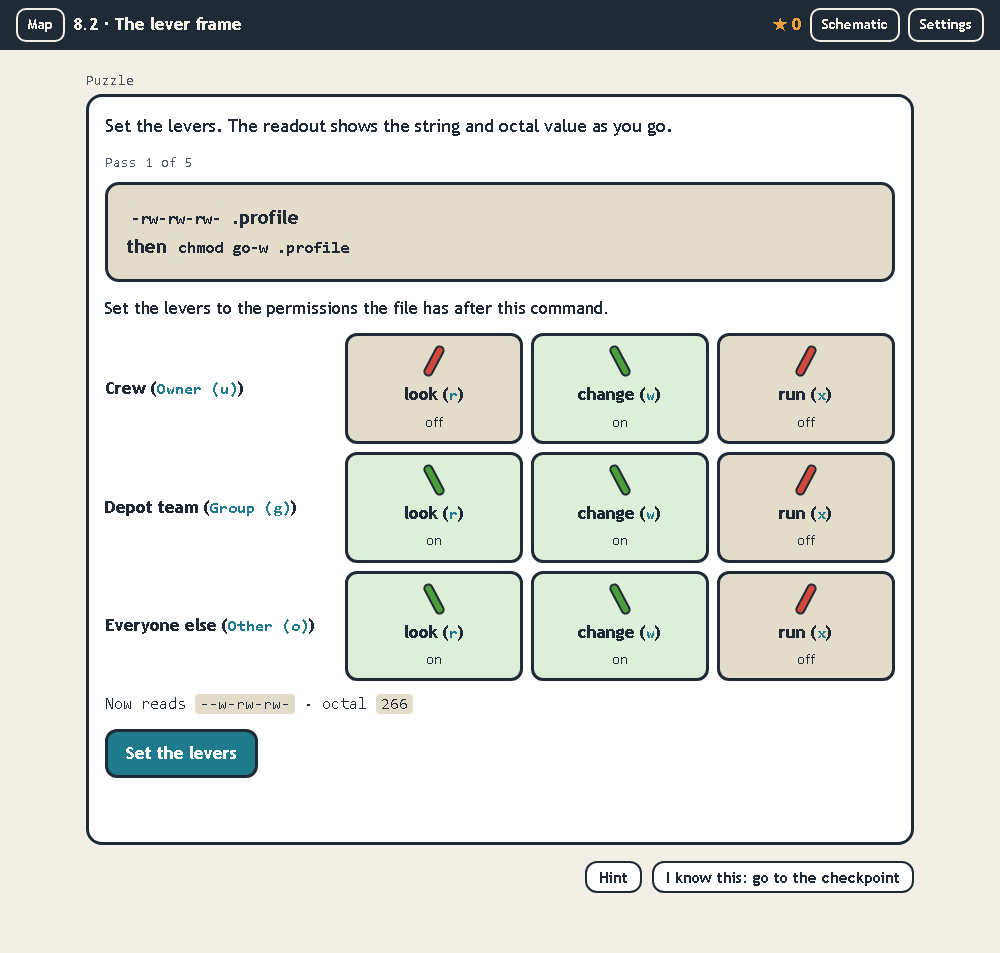 Map 8.2 · The lever frame ★ 0 Schematic Settings
Puzzle
Set the levers. The readout shows the string and octal value as you go.
Pass 1 of 5
-rw-rw-rw- .profile
then chmod go-w .profile
Set the levers to the permissions the file has after this command.
Crew (Owner (u))
look (r)
off
change (w)
on
run (x)
off
Depot team (Group (g))
look (r)
on
change (w)
on
run (x)
off
Everyone else (Other (o))
look (r)
on
change (w)
on
run (x)
off
Now reads --w-rw-rw- · octal 266
Set the levers
Hint
I know this: go to the checkpoint